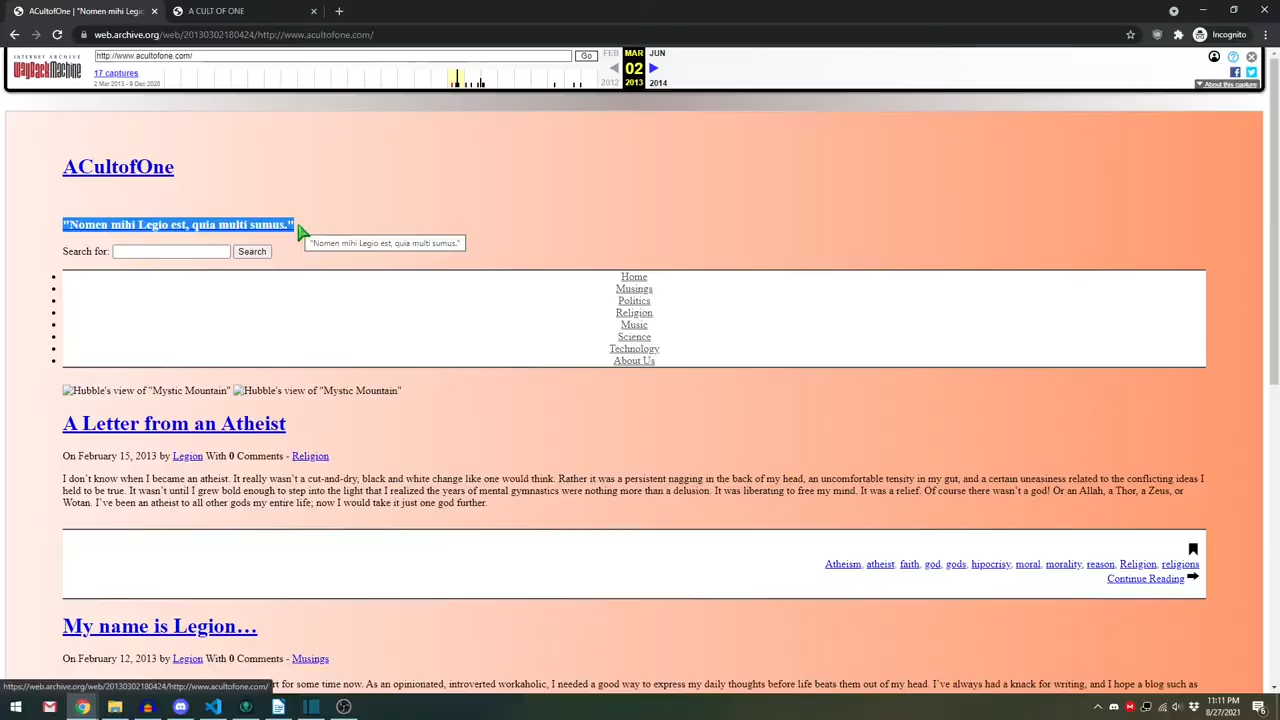 ACultofOne | "Nomen mihi L
A CULT OF ONE
web.archive.org/web/20130302180424/http://www.acultofone.com/
Incognito
INTERNET ARCHIVE
WayBackMachine
http://www.acultofone.com/
Go
FEB
MAR
JUN
17 captures
02
2 Mar 2013 - 9 Dec 2020
2012
2013
2014
About this capture
ACultofOne
"Nomen mihi Legio est, quia multi sumus."
"Nomen mihi Legio est, quia multi sumus."
Search for:
Search
Home
Musings
Politics
Religion
Music
Science
Technology
About Us
Hubble's view of "Mystic Mountain" Hubble's view of "Mystic Mountain"
A Letter from an Atheist
On February 15, 2013 by Legion With 0 Comments - Religion
I don't know when I became an atheist. It really wasn't a cut-and-dry, black and white change like one would think. Rather it was a persistent nagging in the back of my head, an uncomfortable tensity in my gut, and a certain uneasiness related to the conflicting ideas I
held to be true. It wasn't until I grew bold enough to step into the light that I realized the years of mental gymnastics were nothing more than a delusion. It was liberating to free my mind. It was a relief. Of course there wasn't a god! Or an Allah, a Thor, a Zeus, or
Wotan. I've been an atheist to all other gods my entire life; now I would take it just one god further.
Atheism, atheist, faith, god, gods, hipocrisy, moral, morality, reason, Religion, religions
Continue Reading
My name is Legion…
On February 12, 2013 by Legion With 0 Comments - Musings
rt for some time now. As an opinionated, introverted workaholic, I needed a good way to express my daily thoughts before life beats them out of my head. I've always had a knack for writing, and I hope a blog such as
https://web.archive.org/web/20130302180424/http://www.acultofone.com/
11:11 PM
8/27/2021